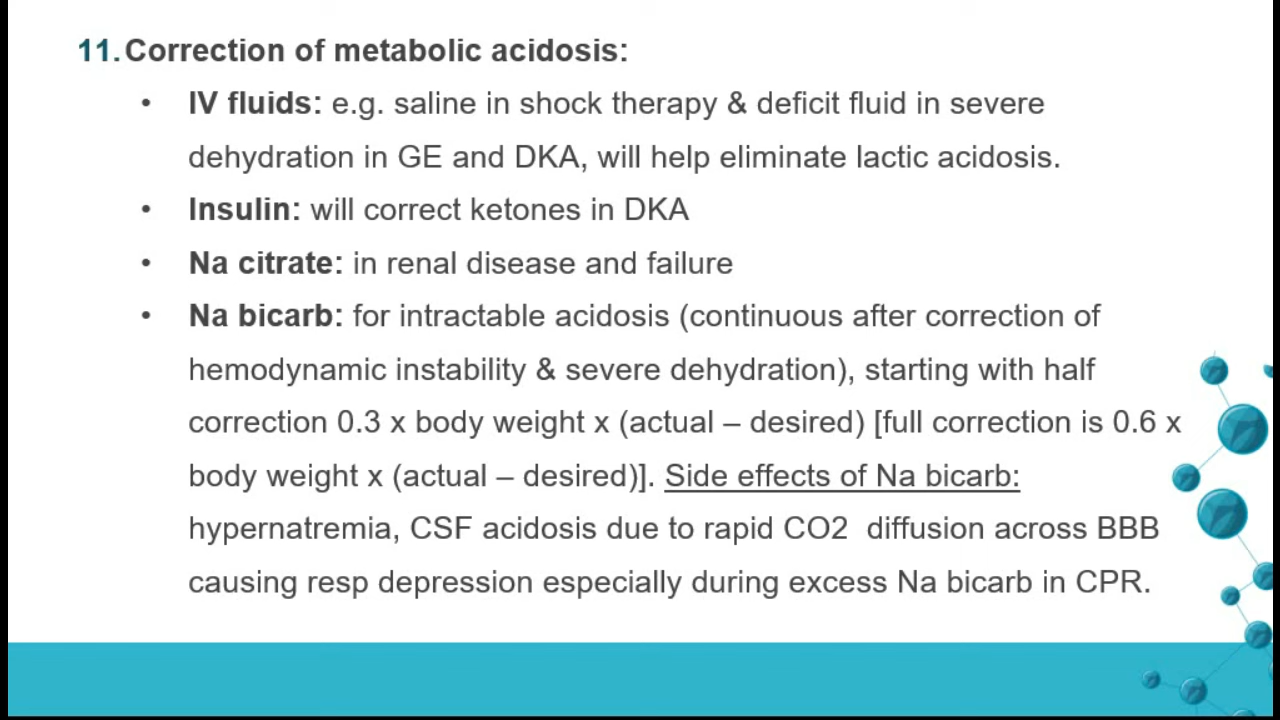 11. Correction of metabolic acidosis:
• IV fluids: e.g. saline in shock therapy & deficit fluid in severe
dehydration in GE and DKA, will help eliminate lactic acidosis.
• Insulin: will correct ketones in DKA
• Na citrate: in renal disease and failure
• Na bicarb: for intractable acidosis (continuous after correction of
hemodynamic instability & severe dehydration), starting with half
correction 0.3 x body weight x (actual – desired) [full correction is 0.6 x
body weight x (actual – desired)]. Side effects of Na bicarb:
hypernatremia, CSF acidosis due to rapid CO2  diffusion across BBB
causing resp depression especially during excess Na bicarb in CPR.